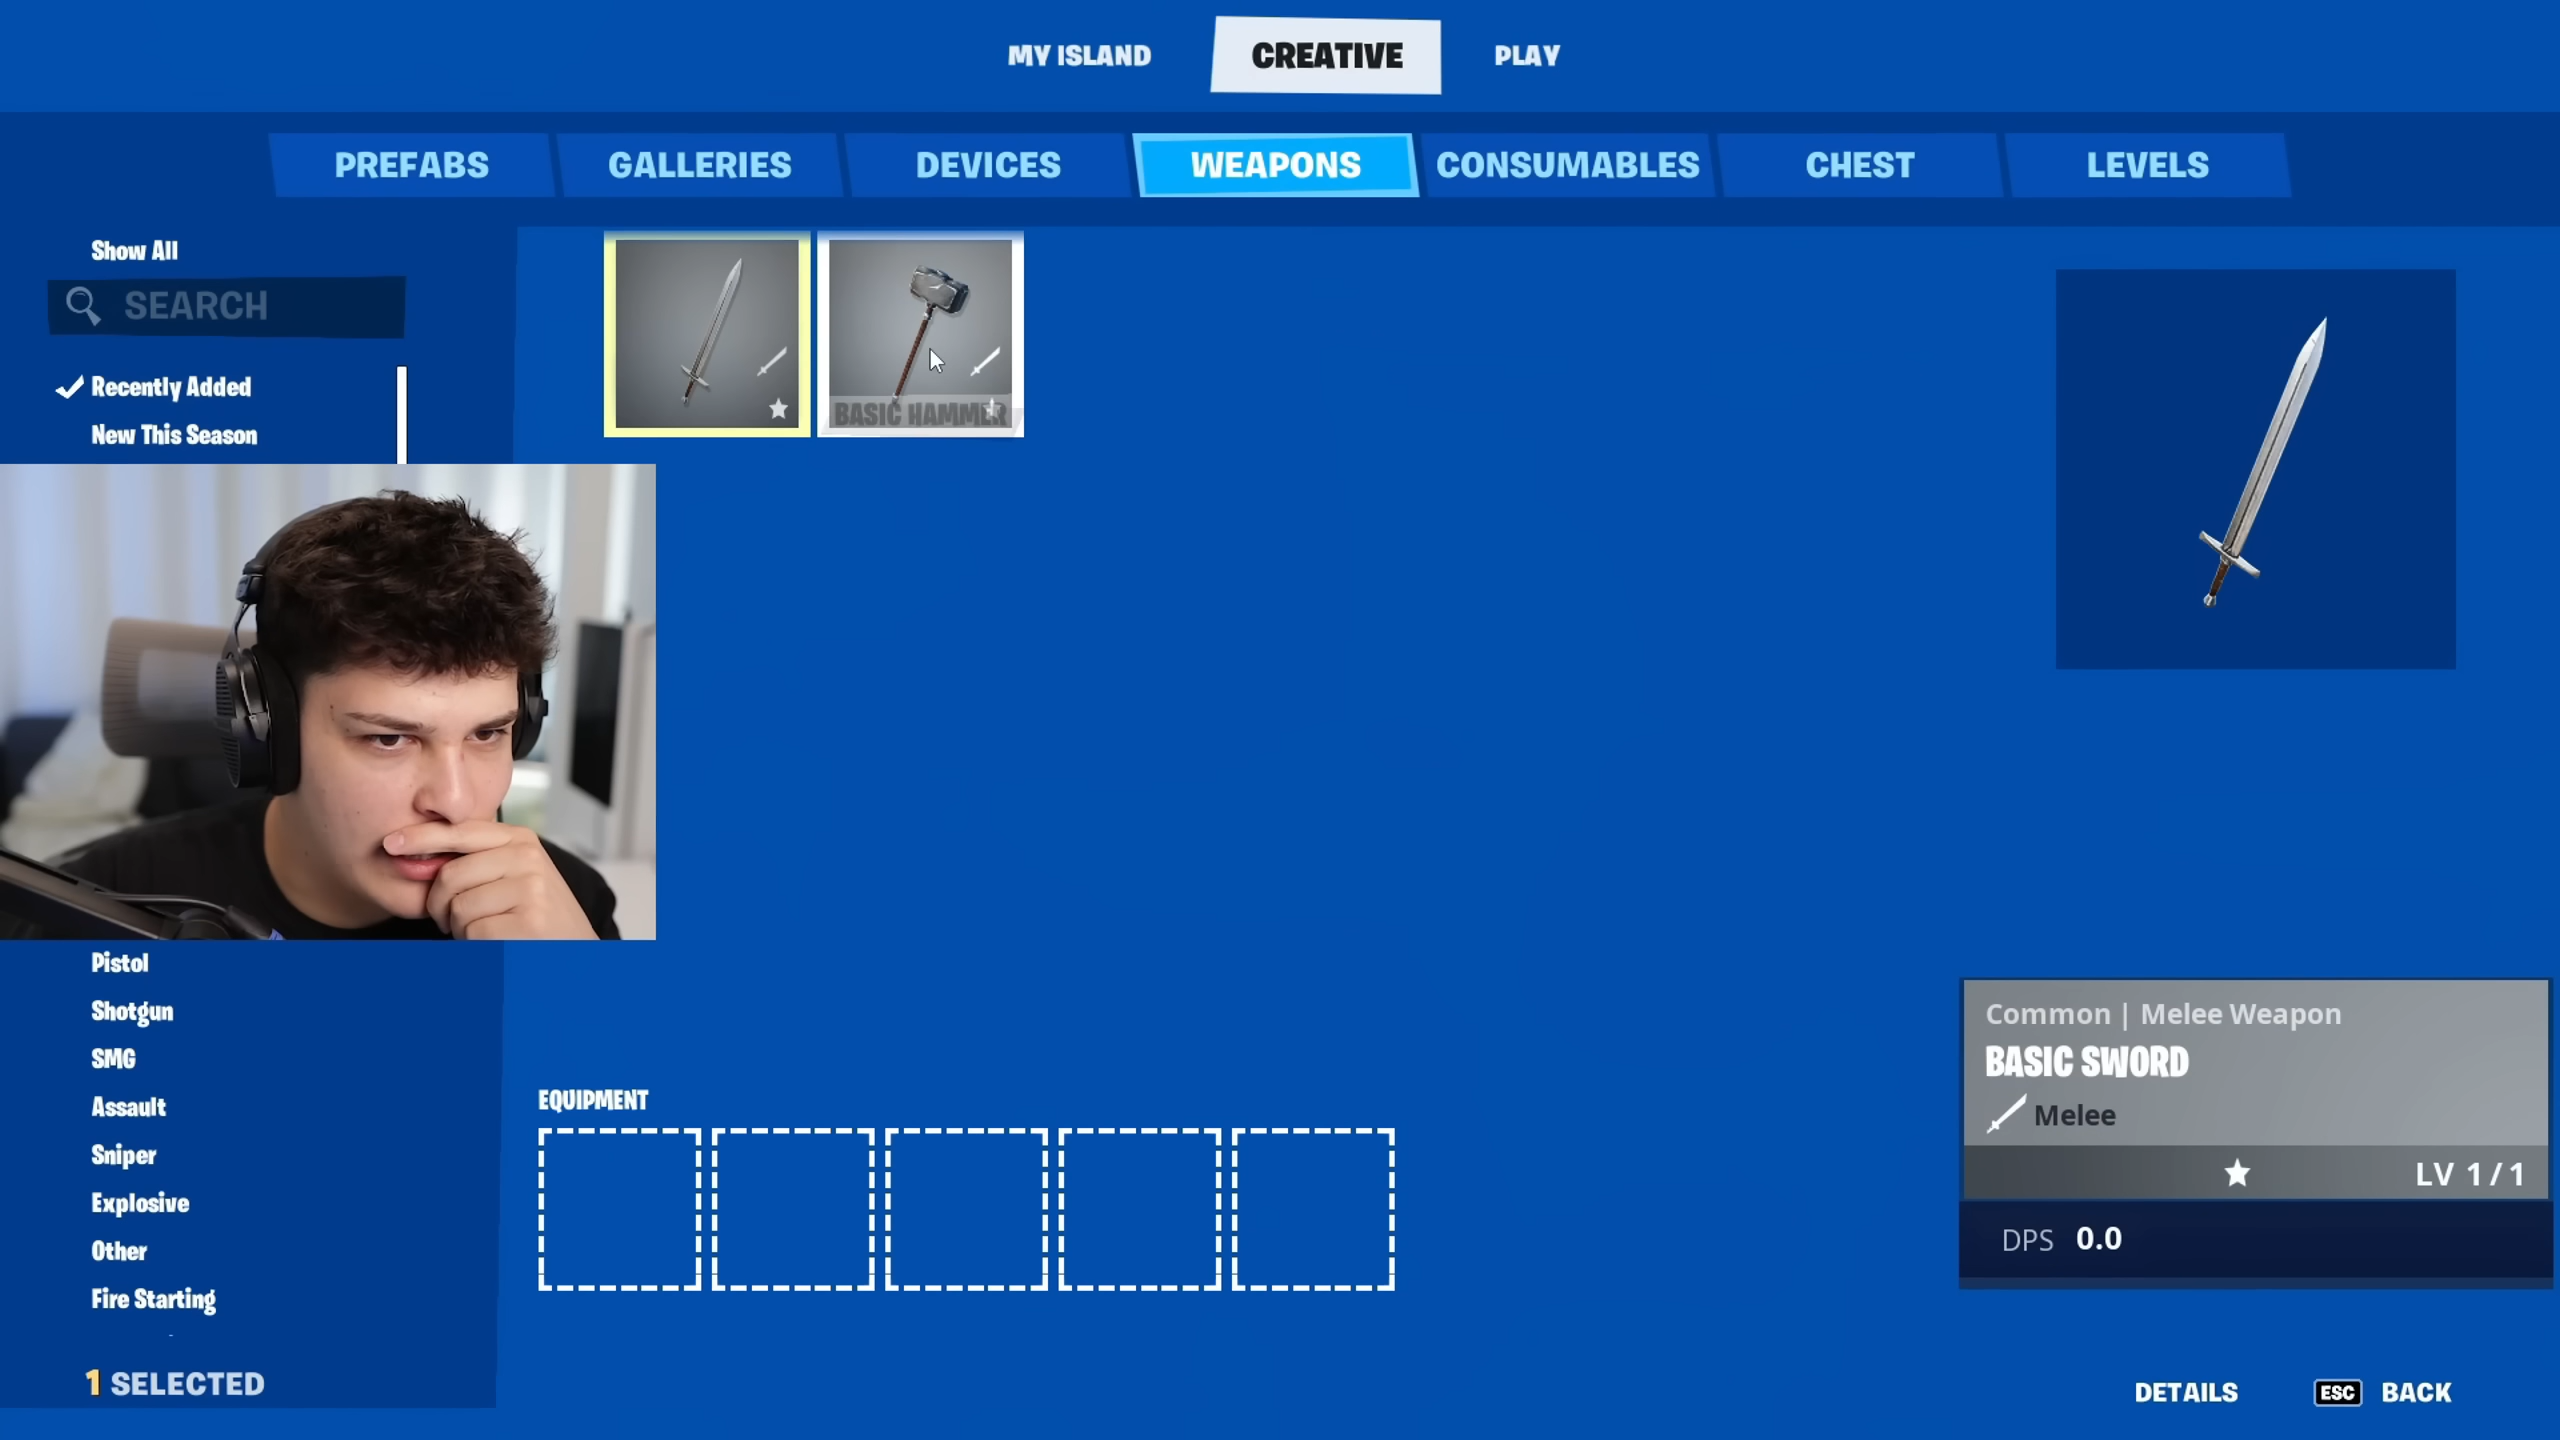 MY ISLAND
CREATIVE
PLAY
PREFABS
GALLERIES
DEVICES
WEAPONS
CONSUMABLES
CHEST
LEVELS
Show All
SEARCH
Recently Added
New This Season
BASIC HAMMER
Pistol
Shotgun
SMG
Assault
Sniper
Explosive
Other
Fire Starting
1 SELECTED
EQUIPMENT
Common | Melee Weapon
BASIC SWORD
Melee
LV 1/1
DPS 0.0
DETAILS
ESC BACK